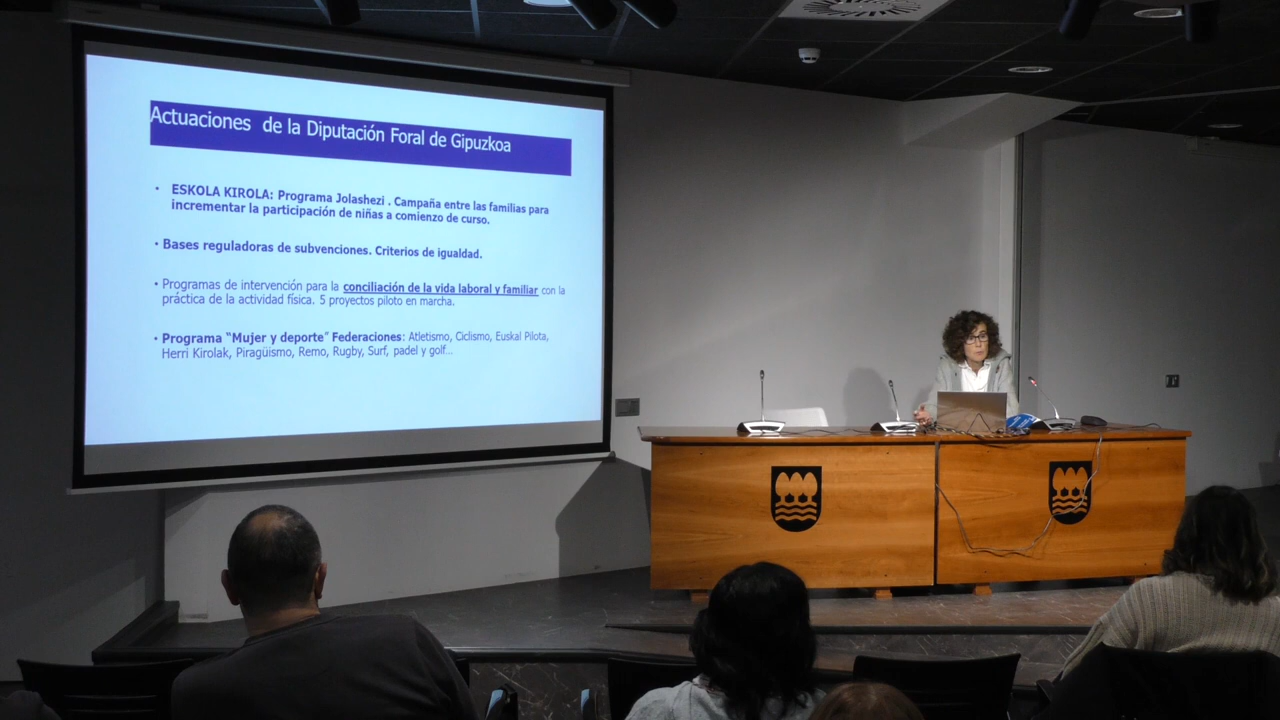 Actuaciones de la Diputación Foral de Gipuzkoa
• ESKOLA KIROLA: Programa Jolashezi . Campaña entre las familias para
incrementar la participación de niñas a comienzo de curso.
• Bases reguladoras de subvenciones. Criterios de igualdad.
• Programas de intervención para la conciliación de la vida laboral y familiar con la
práctica de la actividad física. 5 proyectos piloto en marcha.
• Programa “Mujer y deporte” Federaciones: Atletismo, Ciclismo, Euskal Pilota,
Herri Kirolak, Piragüismo, Remo, Rugby, Surf, padel y golf…